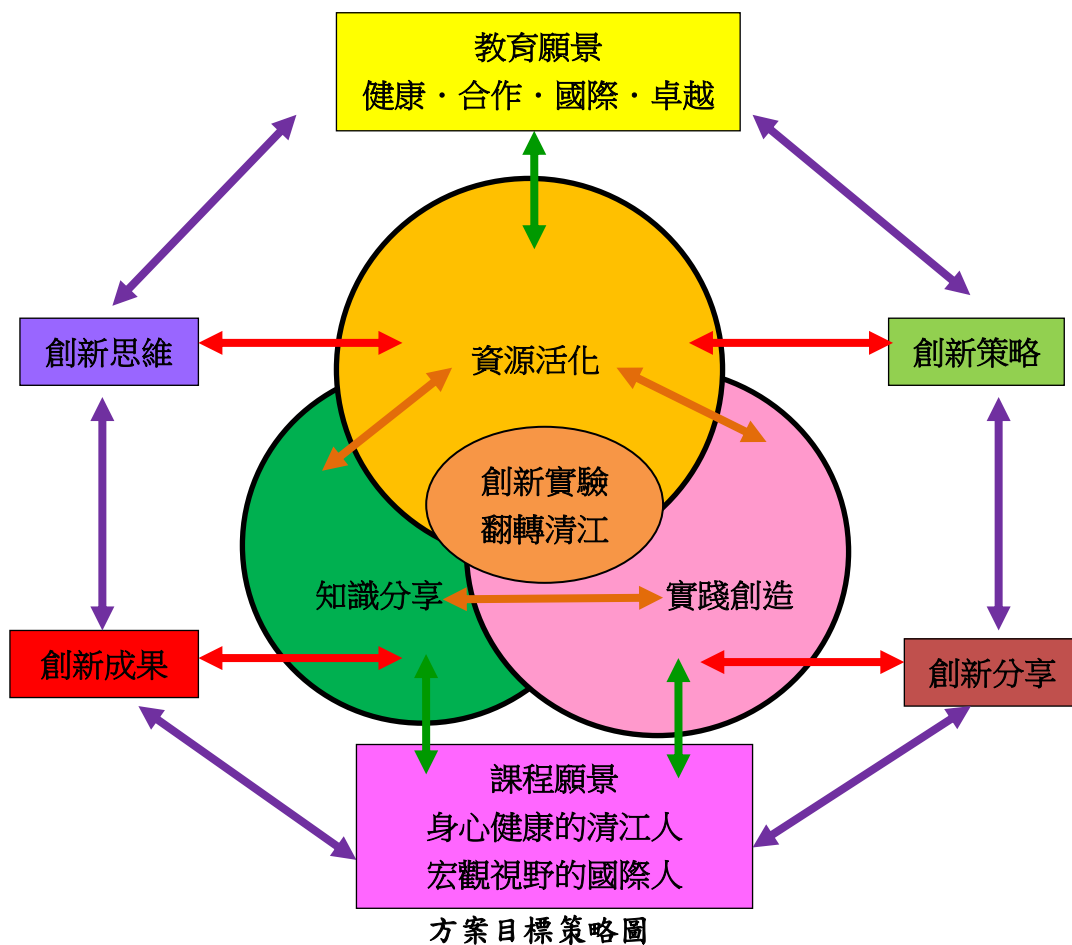 教育願景
健康．合作．國際．卓越
創新思維
資源活化
創新策略
創新實驗
翻轉清江
知識分享
實踐創造
創新成果
創新分享
課程願景
身心健康的清江人
宏觀視野的國際人
方案目標策略圖